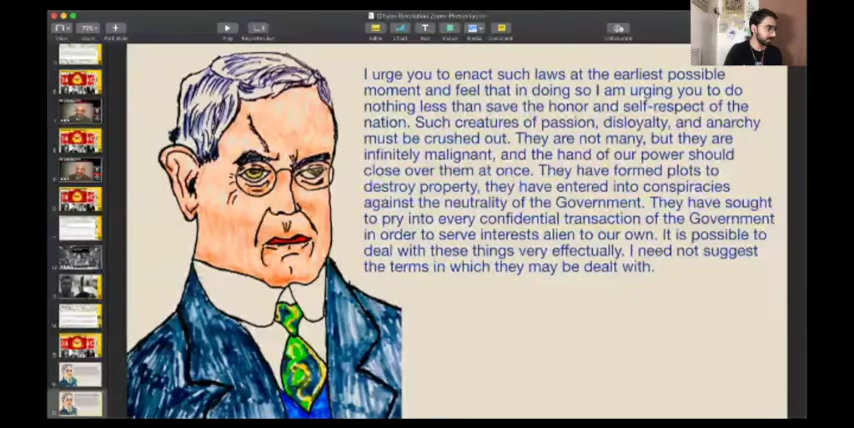 I urge you to enact such laws at the earliest possible
moment and feel that in doing so I am urging you to do
nothing less than save the honor and self-respect of the
nation. Such creatures of passion, disloyalty, and anarchy
must be crushed out. They are not many, but they are
infinitely malignant, and the hand of our power should
close over them at once. They have formed plots to
destroy property, they have entered into conspiracies
against the neutrality of the Government. They have sought
to pry into every confidential transaction of the Government
in order to serve interests alien to our own. It is possible to
deal with these things very effectually. I need not suggest
the terms in which they may be dealt with.